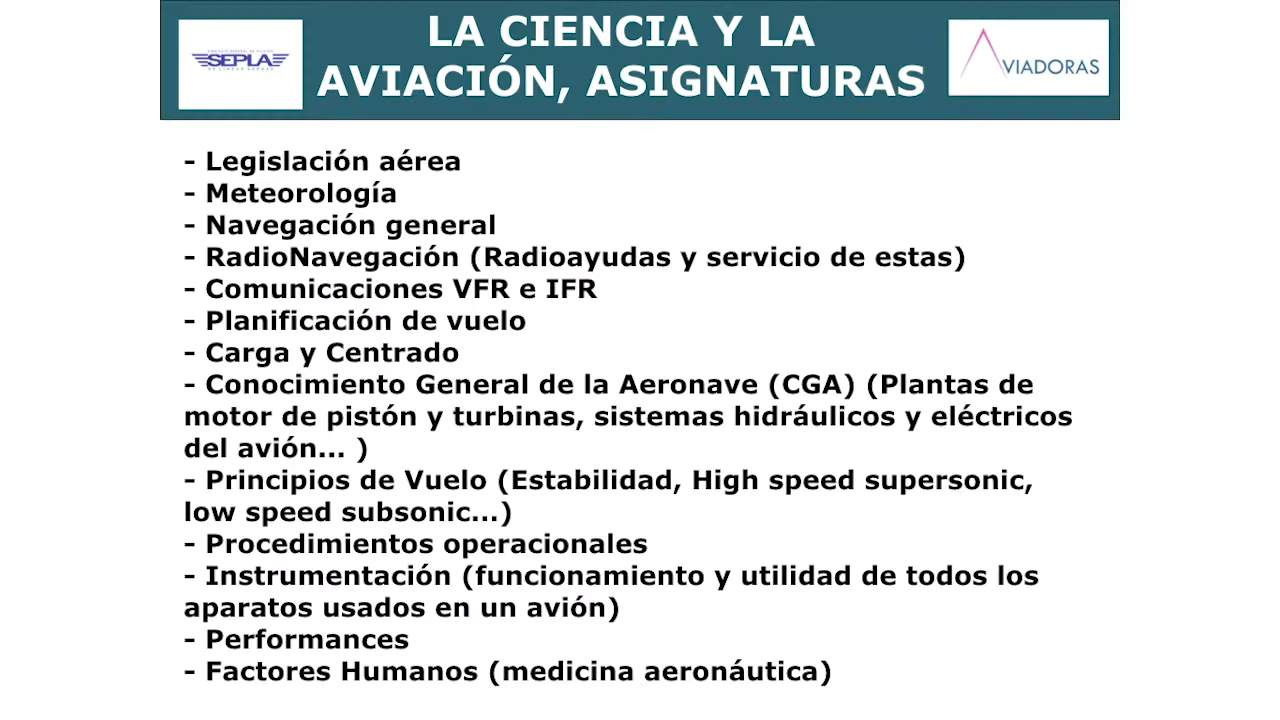 LA CIENCIA Y LA
AVIACIÓN, ASIGNATURAS
SEPLA
AVIADORAS
- Legislación aérea
- Meteorología
- Navegación general
- RadioNavegación (Radioayudas y servicio de estas)
- Comunicaciones VFR e IFR
- Planificación de vuelo
- Carga y Centrado
- Conocimiento General de la Aeronave (CGA) (Plantas de
motor de pistón y turbinas, sistemas hidráulicos y eléctricos
del avión... )
- Principios de Vuelo (Estabilidad, High speed supersonic,
low speed subsonic...)
- Procedimientos operacionales
- Instrumentación (funcionamiento y utilidad de todos los
aparatos usados en un avión)
- Performances
- Factores Humanos (medicina aeronáutica)